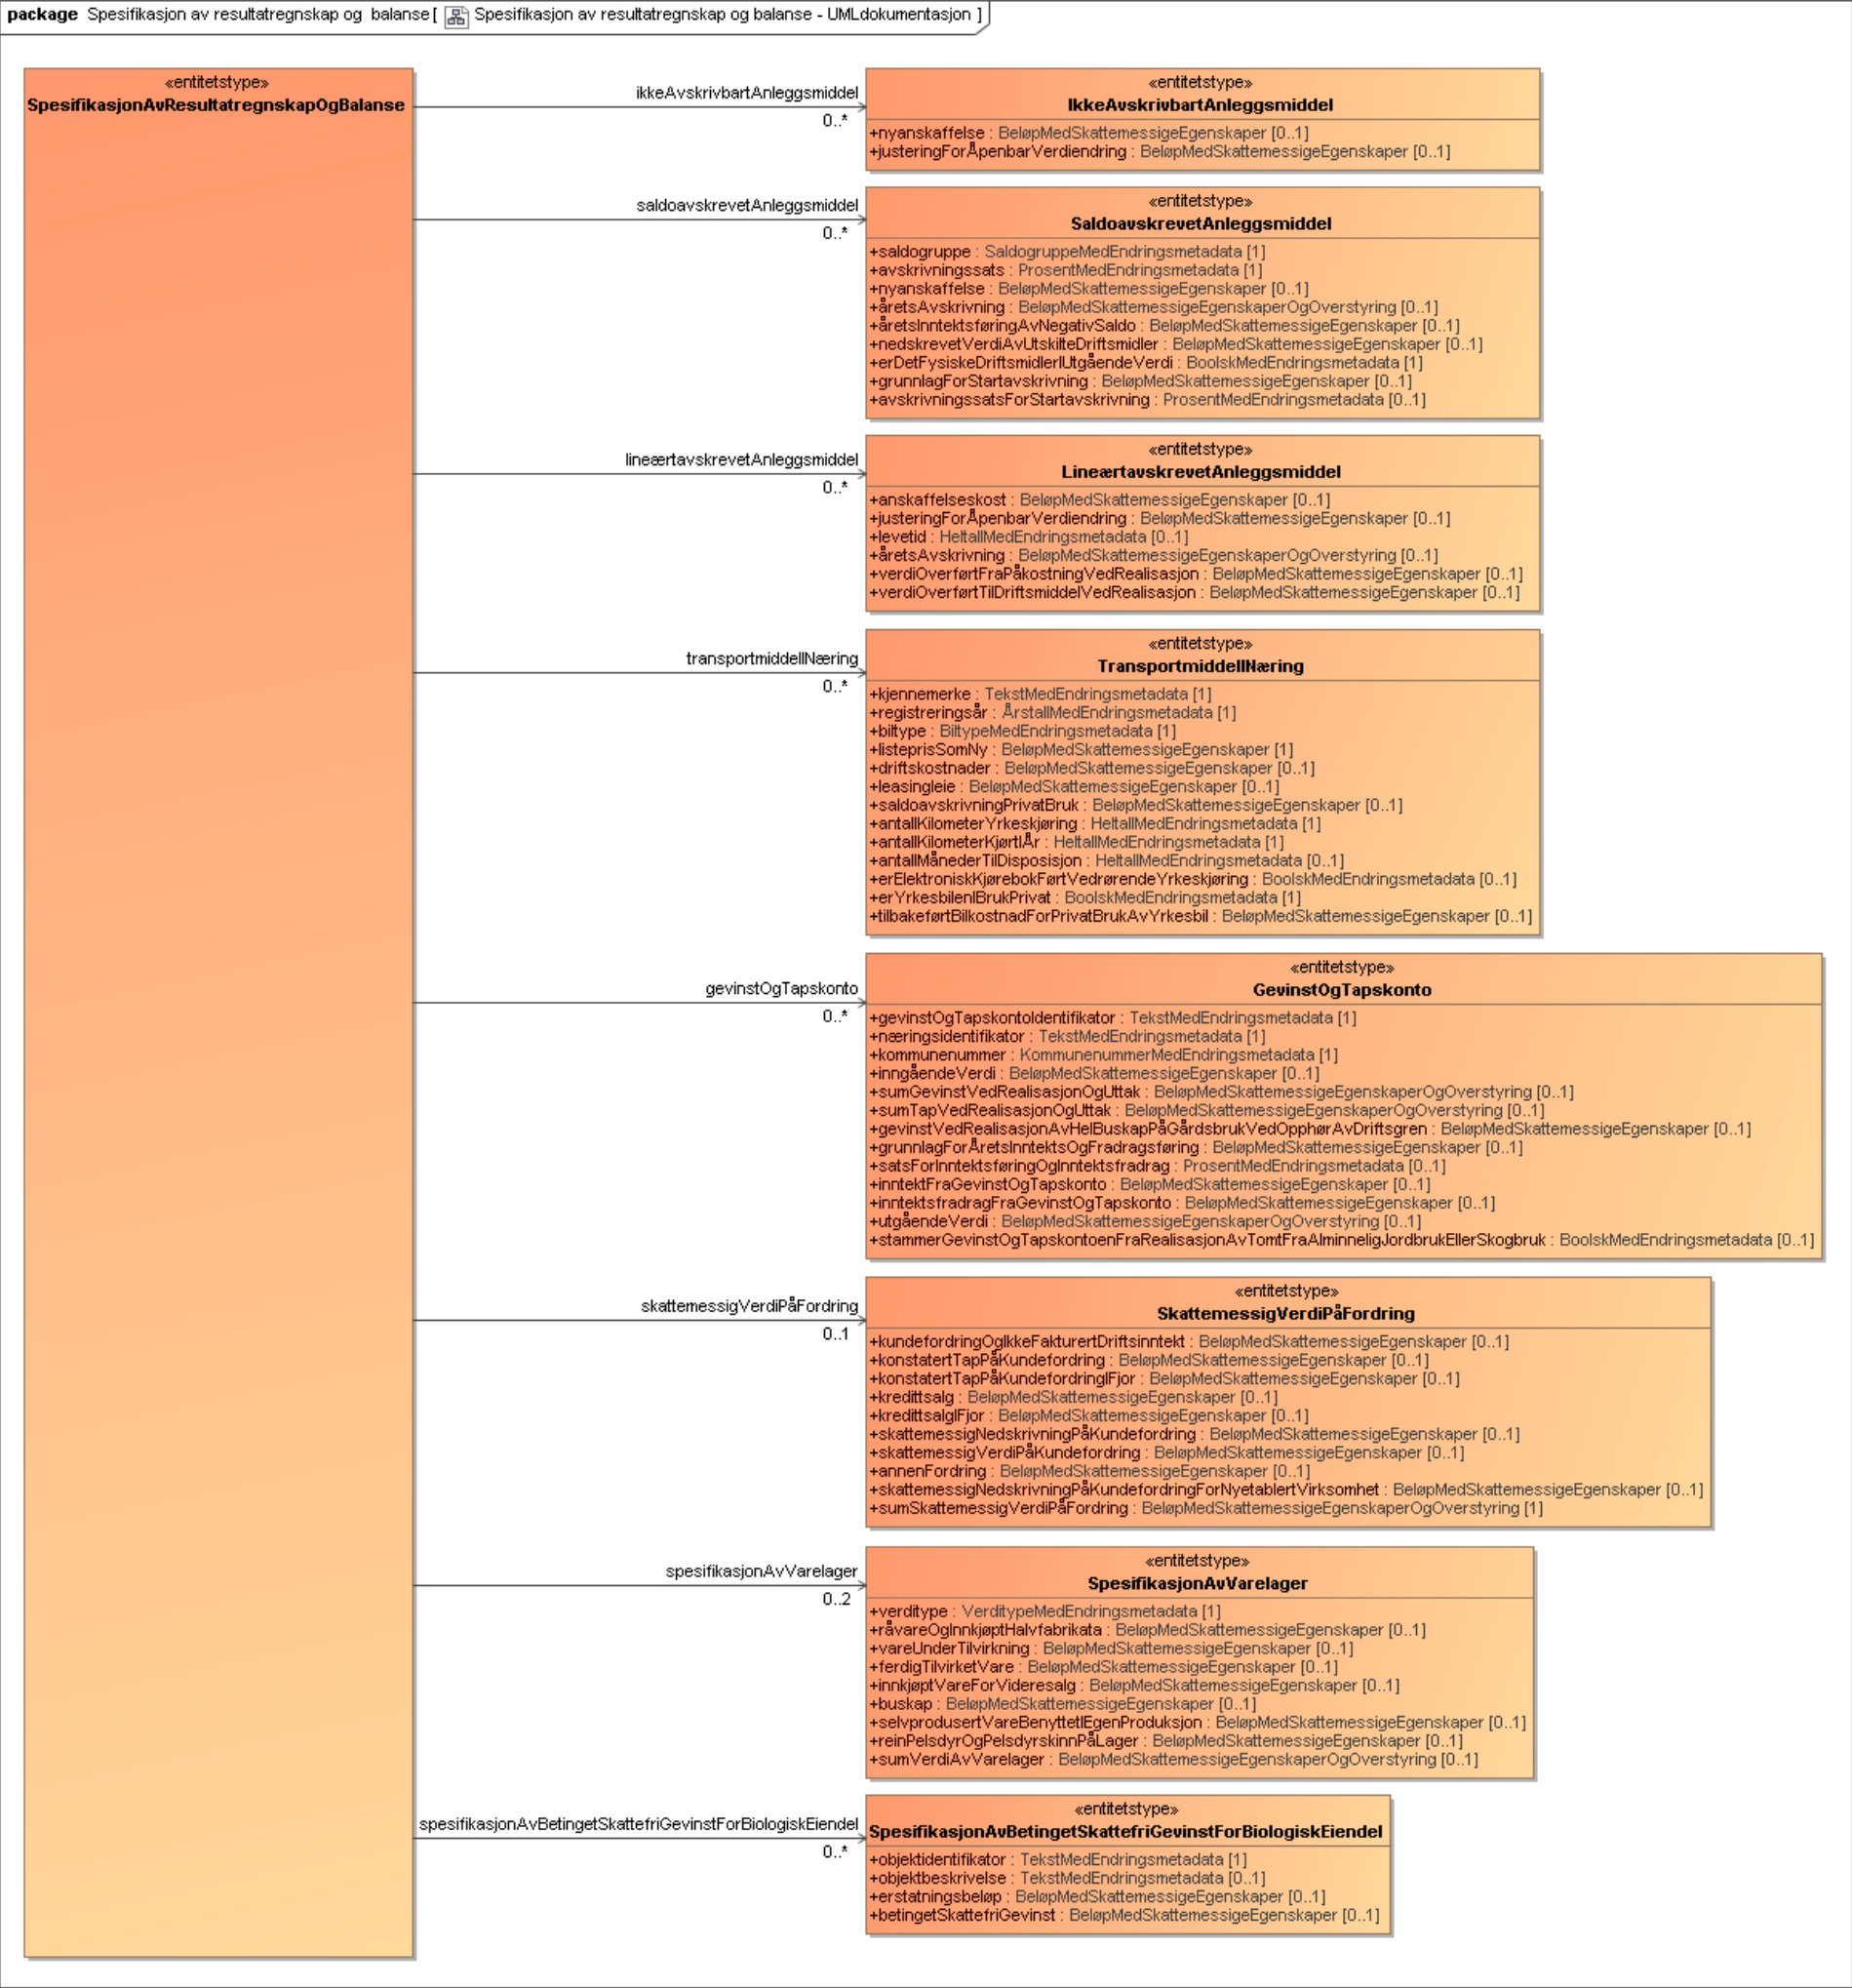 package Spesifikasjon av resultatregnskap og balanse [ Spesifikasjon av resultatregnskap og balanse - UMLdokumentasjon ]
«entitetstype»
SpesifikasjonAvResultatregnskapOgBalanse
ikkeAvskrivbartAnleggsmiddel
0..*
«entitetstype»
IkkeAvskrivbartAnleggsmiddel
+nyanskaffelse : BeløpMedSkattemessigeEgenskaper [0..1]
+justeringForÅpenbarVerdiendring : BeløpMedSkattemessigeEgenskaper [0..1]
saldoavskrevetAnleggsmiddel
0..*
«entitetstype»
SaldoavskrevetAnleggsmiddel
+saldogruppe : SaldogruppeMedEndringsmetadata [1]
+avskrivningssats : ProsentMedEndringsmetadata [1]
+nyanskaffelse : BeløpMedSkattemessigeEgenskaper [0..1]
+åretsAvskrivning : BeløpMedSkattemessigeEgenskaperOgOverstyring [0..1]
+åretsInntektsføringAvNegativSaldo : BeløpMedSkattemessigeEgenskaper [0..1]
+nedskrevetVerdiAvUtskilteDriftsmidler : BeløpMedSkattemessigeEgenskaper [0..1]
+erDetFysiskeDriftsmidlerIUtgåendeVerdi : BoolskMedEndringsmetadata [1]
+grunnlagForStartavskrivning : BeløpMedSkattemessigeEgenskaper [0..1]
+avskrivningssatsForStartavskrivning : ProsentMedEndringsmetadata [0..1]
lineærtavskrevetAnleggsmiddel
0..*
«entitetstype»
LineærtavskrevetAnleggsmiddel
+anskaffelseskost : BeløpMedSkattemessigeEgenskaper [0..1]
+justeringForÅpenbarVerdiendring : BeløpMedSkattemessigeEgenskaper [0..1]
+levetid : HeltallMedEndringsmetadata [0..1]
+åretsAvskrivning : BeløpMedSkattemessigeEgenskaperOgOverstyring [0..1]
+verdiOverførtFraPåkostningVedRealisasjon : BeløpMedSkattemessigeEgenskaper [0..1]
+verdiOverførtTilDriftsmiddelVedRealisasjon : BeløpMedSkattemessigeEgenskaper [0..1]
transportmiddelINæring
0..*
«entitetstype»
TransportmiddelINæring
+kjennemerke : TekstMedEndringsmetadata [1]
+registreringsår : ÅrstallMedEndringsmetadata [1]
+biltype : BiltypeMedEndringsmetadata [1]
+listeprisSomNy : BeløpMedSkattemessigeEgenskaper [1]
+driftskostnader : BeløpMedSkattemessigeEgenskaper [0..1]
+leasingleie : BeløpMedSkattemessigeEgenskaper [0..1]
+saldoavskrivningPrivatBruk : BeløpMedSkattemessigeEgenskaper [0..1]
+antallKilometerYrkeskjøring : HeltallMedEndringsmetadata [1]
+antallKilometerKjørtIÅr : HeltallMedEndringsmetadata [1]
+antallMånederTilDisposisjon : HeltallMedEndringsmetadata [0..1]
+erElektroniskKjørebokFørtVedrørendeYrkeskjøring : BoolskMedEndringsmetadata [0..1]
+erYrkesbilenIBrukPrivat : BoolskMedEndringsmetadata [1]
+tilbakeførtBilkostnadForPrivatBrukAvYrkesbil : BeløpMedSkattemessigeEgenskaper [0..1]
gevinstOgTapskonto
0..*
«entitetstype»
GevinstOgTapskonto
+gevinstOgTapskontoIdentifikator : TekstMedEndringsmetadata [1]
+næringsidentifikator : TekstMedEndringsmetadata [1]
+kommunenummer : KommunenummerMedEndringsmetadata [1]
+inngåendeVerdi : BeløpMedSkattemessigeEgenskaper [0..1]
+sumGevinstVedRealisasjonOgUttak : BeløpMedSkattemessigeEgenskaperOgOverstyring [0..1]
+sumTapVedRealisasjonOgUttak : BeløpMedSkattemessigeEgenskaperOgOverstyring [0..1]
+gevinstVedRealisasjonAvHelBuskapPåGårdsbrukVedOpphørAvDriftsgren : BeløpMedSkattemessigeEgenskaper [0..1]
+grunnlagForÅretsInntektsOgFradragsføring : BeløpMedSkattemessigeEgenskaper [0..1]
+satsForInntektsføringOgInntektsfradrag : ProsentMedEndringsmetadata [0..1]
+inntektFraGevinstOgTapskonto : BeløpMedSkattemessigeEgenskaper [0..1]
+inntektsfradragFraGevinstOgTapskonto : BeløpMedSkattemessigeEgenskaper [0..1]
+utgåendeVerdi : BeløpMedSkattemessigeEgenskaperOgOverstyring [0..1]
+stammerGevinstOgTapskontoenFraRealisasjonAvTomtFraAlminneligJordbrukEllerSkogbruk : BoolskMedEndringsmetadata [0..1]
skattemessigVerdiPåFordring
0..1
«entitetstype»
SkattemessigVerdiPåFordring
+kundefordringOgIkkeFakturertDriftsinntekt : BeløpMedSkattemessigeEgenskaper [0..1]
+konstatertTapPåKundefordring : BeløpMedSkattemessigeEgenskaper [0..1]
+konstatertTapPåKundefordringIFjor : BeløpMedSkattemessigeEgenskaper [0..1]
+kredittsalg : BeløpMedSkattemessigeEgenskaper [0..1]
+kredittsalgIFjor : BeløpMedSkattemessigeEgenskaper [0..1]
+skattemessigNedskrivningPåKundefordring : BeløpMedSkattemessigeEgenskaper [0..1]
+skattemessigVerdiPåKundefordring : BeløpMedSkattemessigeEgenskaper [0..1]
+annenFordring : BeløpMedSkattemessigeEgenskaper [0..1]
+skattemessigNedskrivningPåKundefordringForNyetablertVirksomhet : BeløpMedSkattemessigeEgenskaper [0..1]
+sumSkattemessigVerdiPåFordring : BeløpMedSkattemessigeEgenskaperOgOverstyring [1]
spesifikasjonAvVarelager
0..2
«entitetstype»
SpesifikasjonAvVarelager
+verditype : VerditypeMedEndringsmetadata [1]
+råvareOgInnkjøptHalvfabrikata : BeløpMedSkattemessigeEgenskaper [0..1]
+vareUnderTilvirkning : BeløpMedSkattemessigeEgenskaper [0..1]
+ferdigTilvirketVare : BeløpMedSkattemessigeEgenskaper [0..1]
+innkjøptVareForVideresalg : BeløpMedSkattemessigeEgenskaper [0..1]
+buskap : BeløpMedSkattemessigeEgenskaper [0..1]
+selvprodusertVareBenyttetIEgenProduksjon : BeløpMedSkattemessigeEgenskaper [0..1]
+reinPelsdyrOgPelsdyrskinnPåLager : BeløpMedSkattemessigeEgenskaper [0..1]
+sumVerdiAvVarelager : BeløpMedSkattemessigeEgenskaperOgOverstyring [0..1]
spesifikasjonAvBetingetSkattefriGevinstForBiologiskEiendel
0..*
«entitetstype»
SpesifikasjonAvBetingetSkattefriGevinstForBiologiskEiendel
+objektidentifikator : TekstMedEndringsmetadata [1]
+objektbeskrivelse : TekstMedEndringsmetadata [0..1]
+erstatningsbeløp : BeløpMedSkattemessigeEgenskaper [0..1]
+betingetSkattefriGevinst : BeløpMedSkattemessigeEgenskaper [0..1]